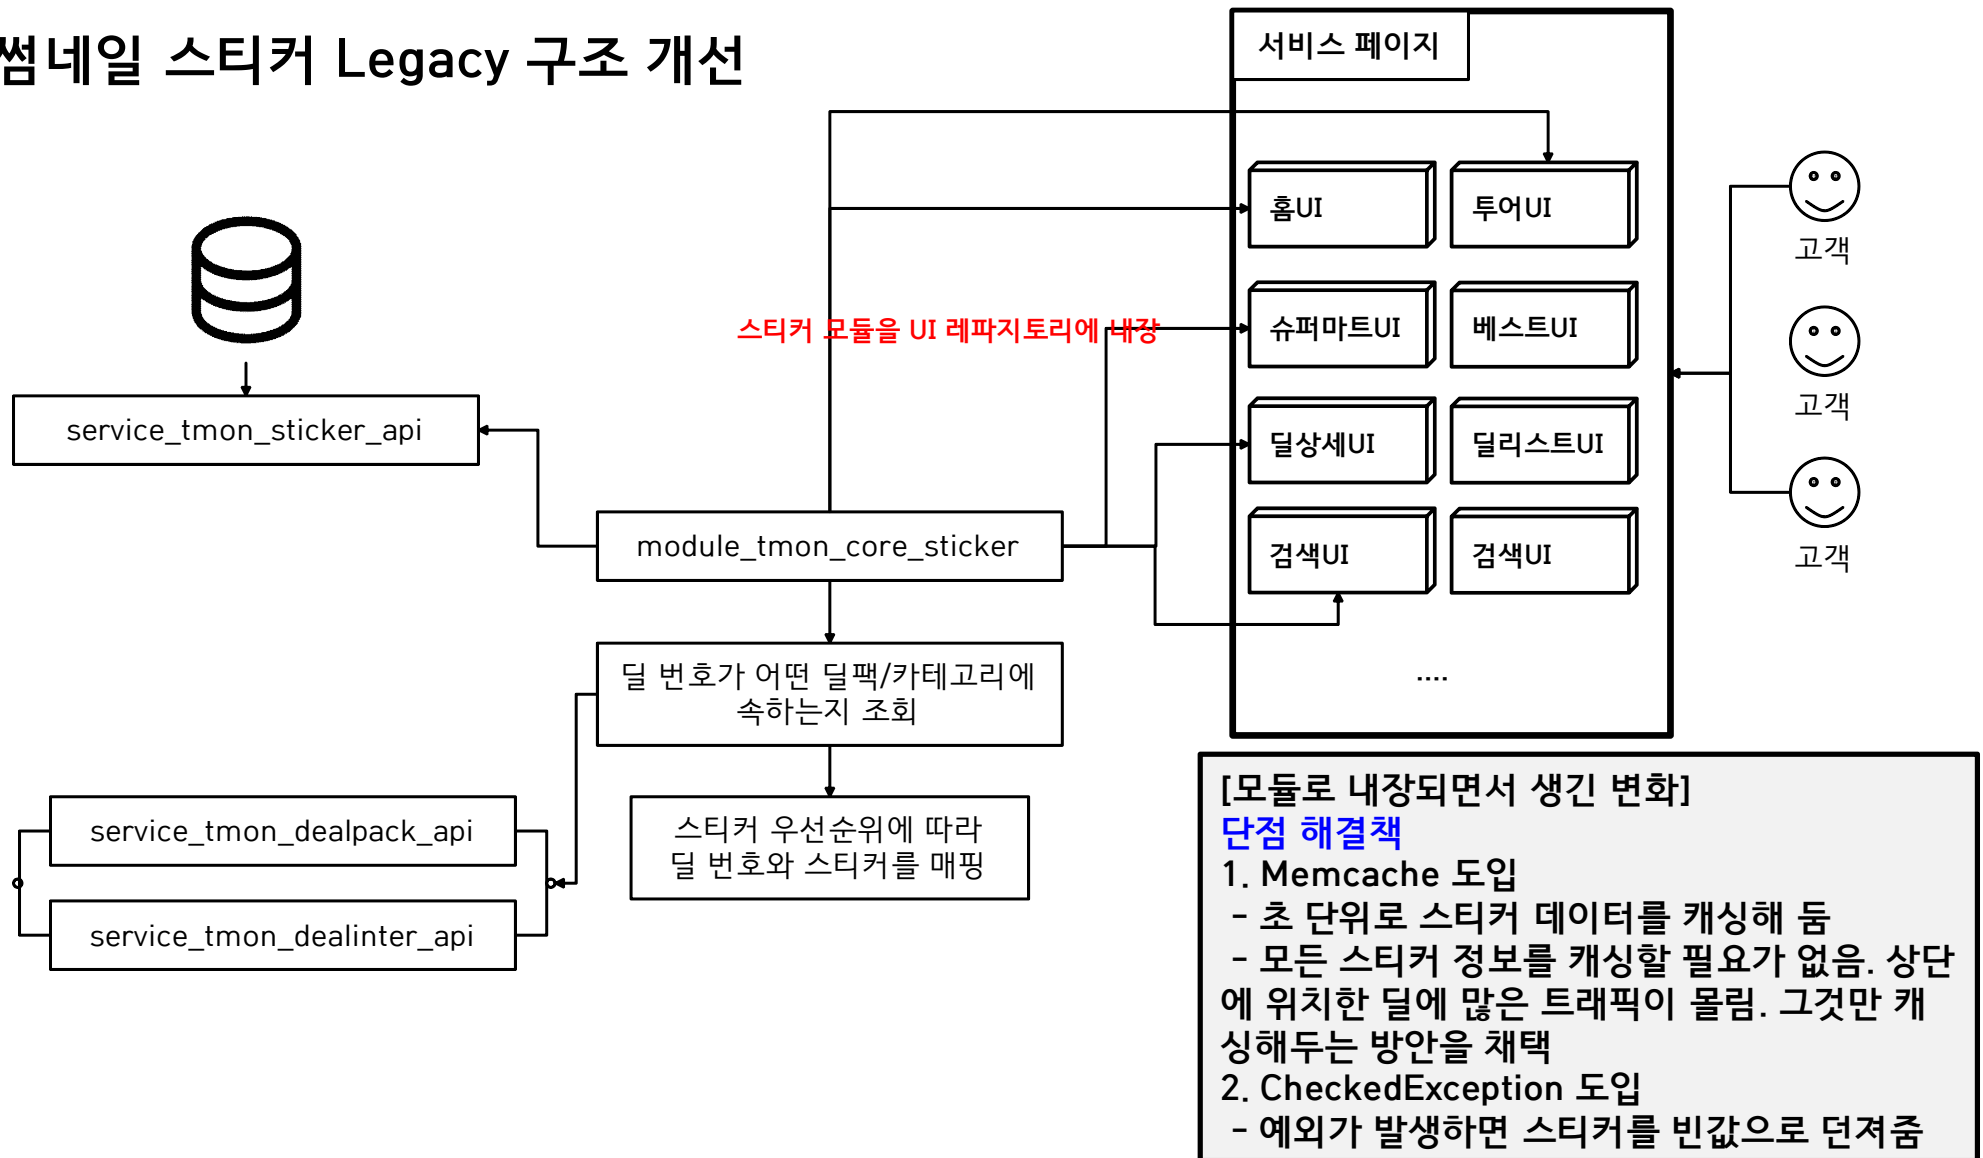 썸네일 스티커 Legacy 구조 개선
서비스 페이지
홈UI
투어UI
고객
스티커 모듈을 UI 레파지토리에 내장
슈퍼마트UI
베스트UI
고객
service_tmon_sticker_api
딜상세UI
딜리스트UI
module_tmon_core_sticker
검색UI
검색UI
고객
딜 번호가 어떤 딜팩/카테고리에
속하는지 조회
....
service_tmon_dealpack_api
스티커 우선순위에 따라
딜 번호와 스티커를 매핑
service_tmon_dealinter_api
[모듈로 내장되면서 생긴 변화]
단점 해결책
1. Memcache 도입
- 초 단위로 스티커 데이터를 캐싱해 둠
- 모든 스티커 정보를 캐싱할 필요가 없음. 상단
에 위치한 딜에 많은 트래픽이 몰림. 그것만 캐
싱해두는 방안을 채택
2. CheckedException 도입
- 예외가 발생하면 스티커를 빈값으로 던져줌